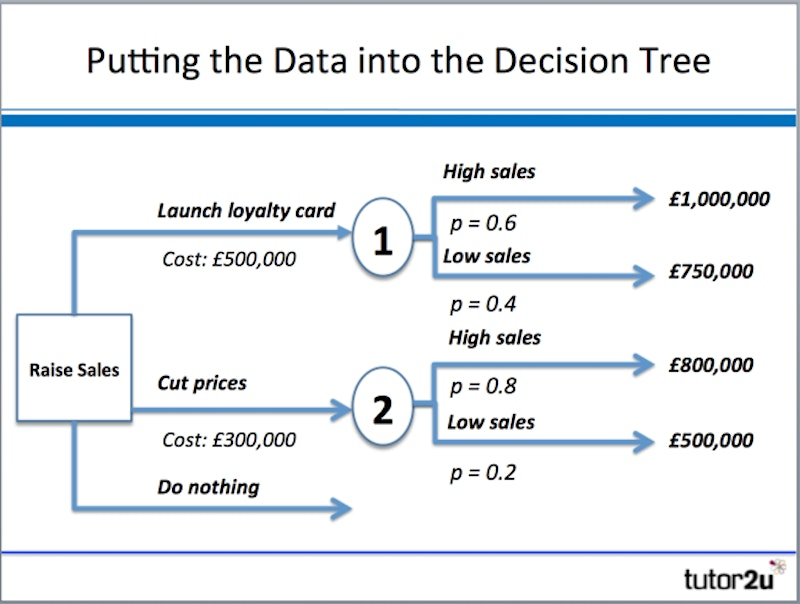 Putting the Data into the Decision Tree
High sales
£1,000,000
Launch loyalty card
p = 0.6
1
Cost: £500,000
Low sales
£750,000
p = 0.4
Raise Sales
High sales
£800,000
Cut prices
p = 0.8
2
Cost: £300,000
Low sales
£500,000
p = 0.2
Do nothing
tutor2u